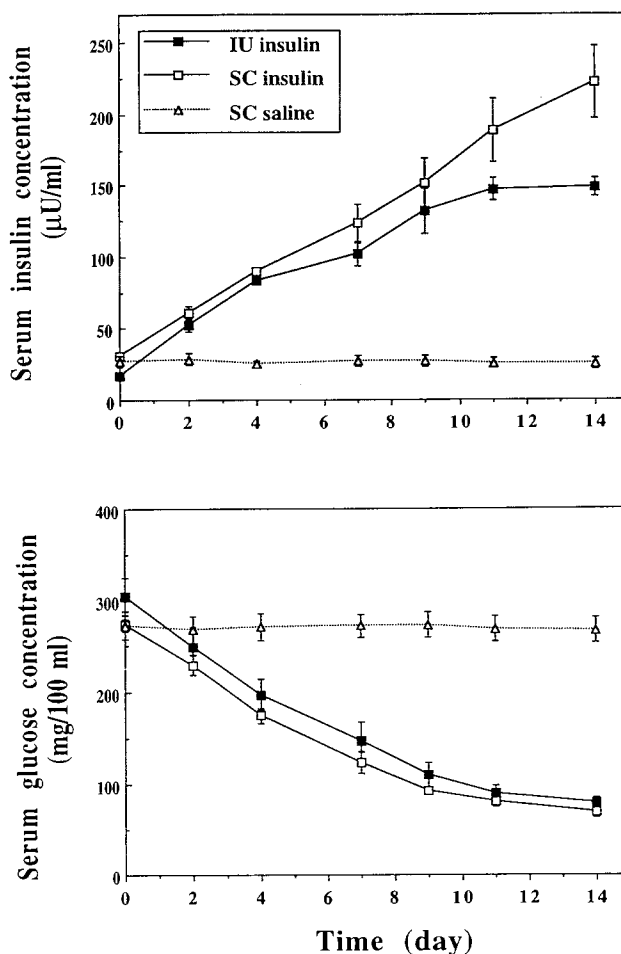 Serum insulin concentration
(µU/ml)
250
200
150
100
50
0
IU insulin
SC insulin
SC saline
0 2 4 6 8 10 12 14
Serum glucose concentration
(mg/100 ml)
400
300
200
100
0
0 2 4 6 8 10 12 14
Time (day)